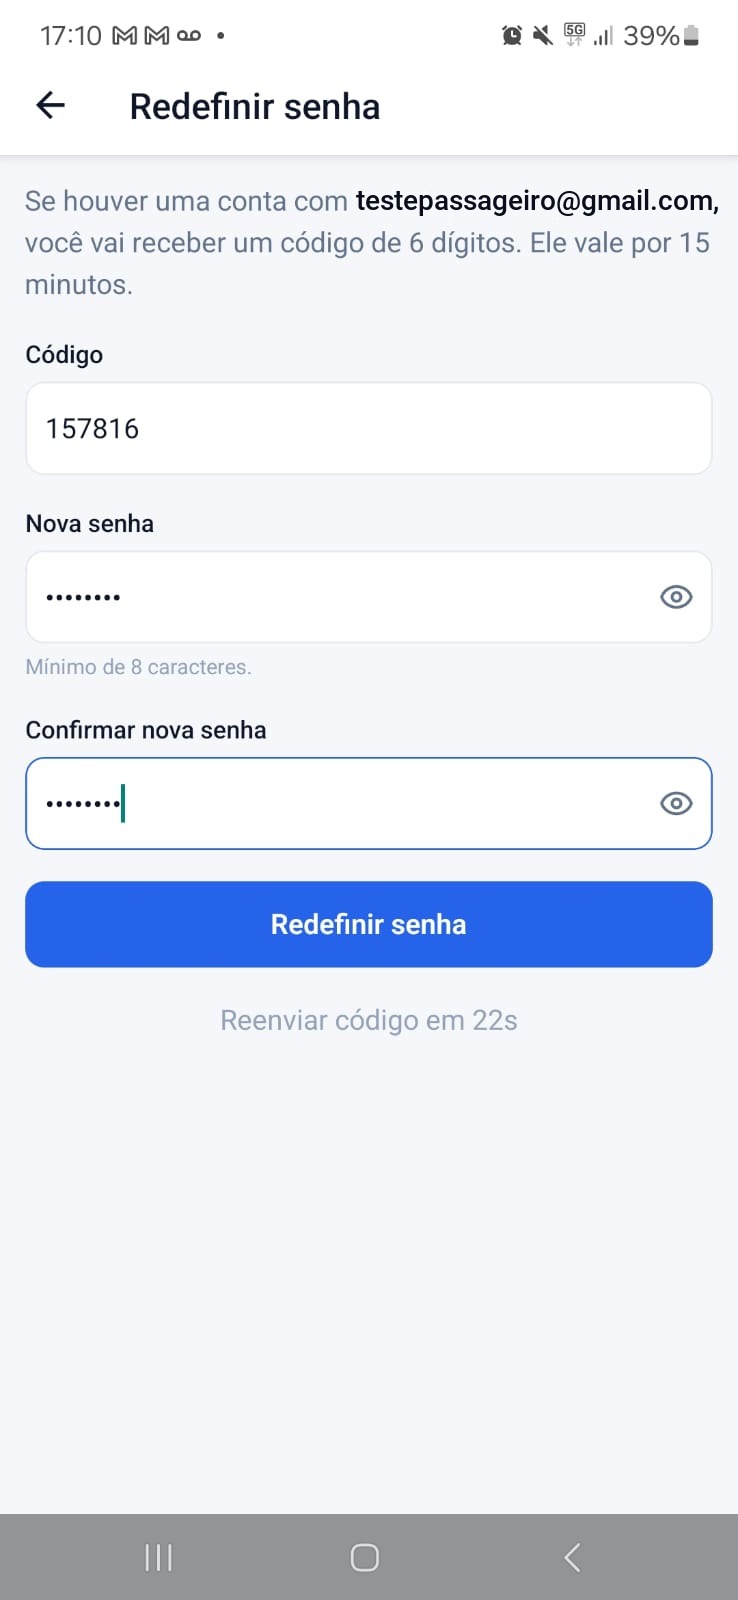 17:10
5G
39%
Redefinir senha
Se houver uma conta com testepassageiro@gmail.com,
você vai receber um código de 6 dígitos. Ele vale por 15
minutos.
Código
157816
Nova senha
••••••••
Mínimo de 8 caracteres.
Confirmar nova senha
••••••••
Redefinir senha
Reenviar código em 22s